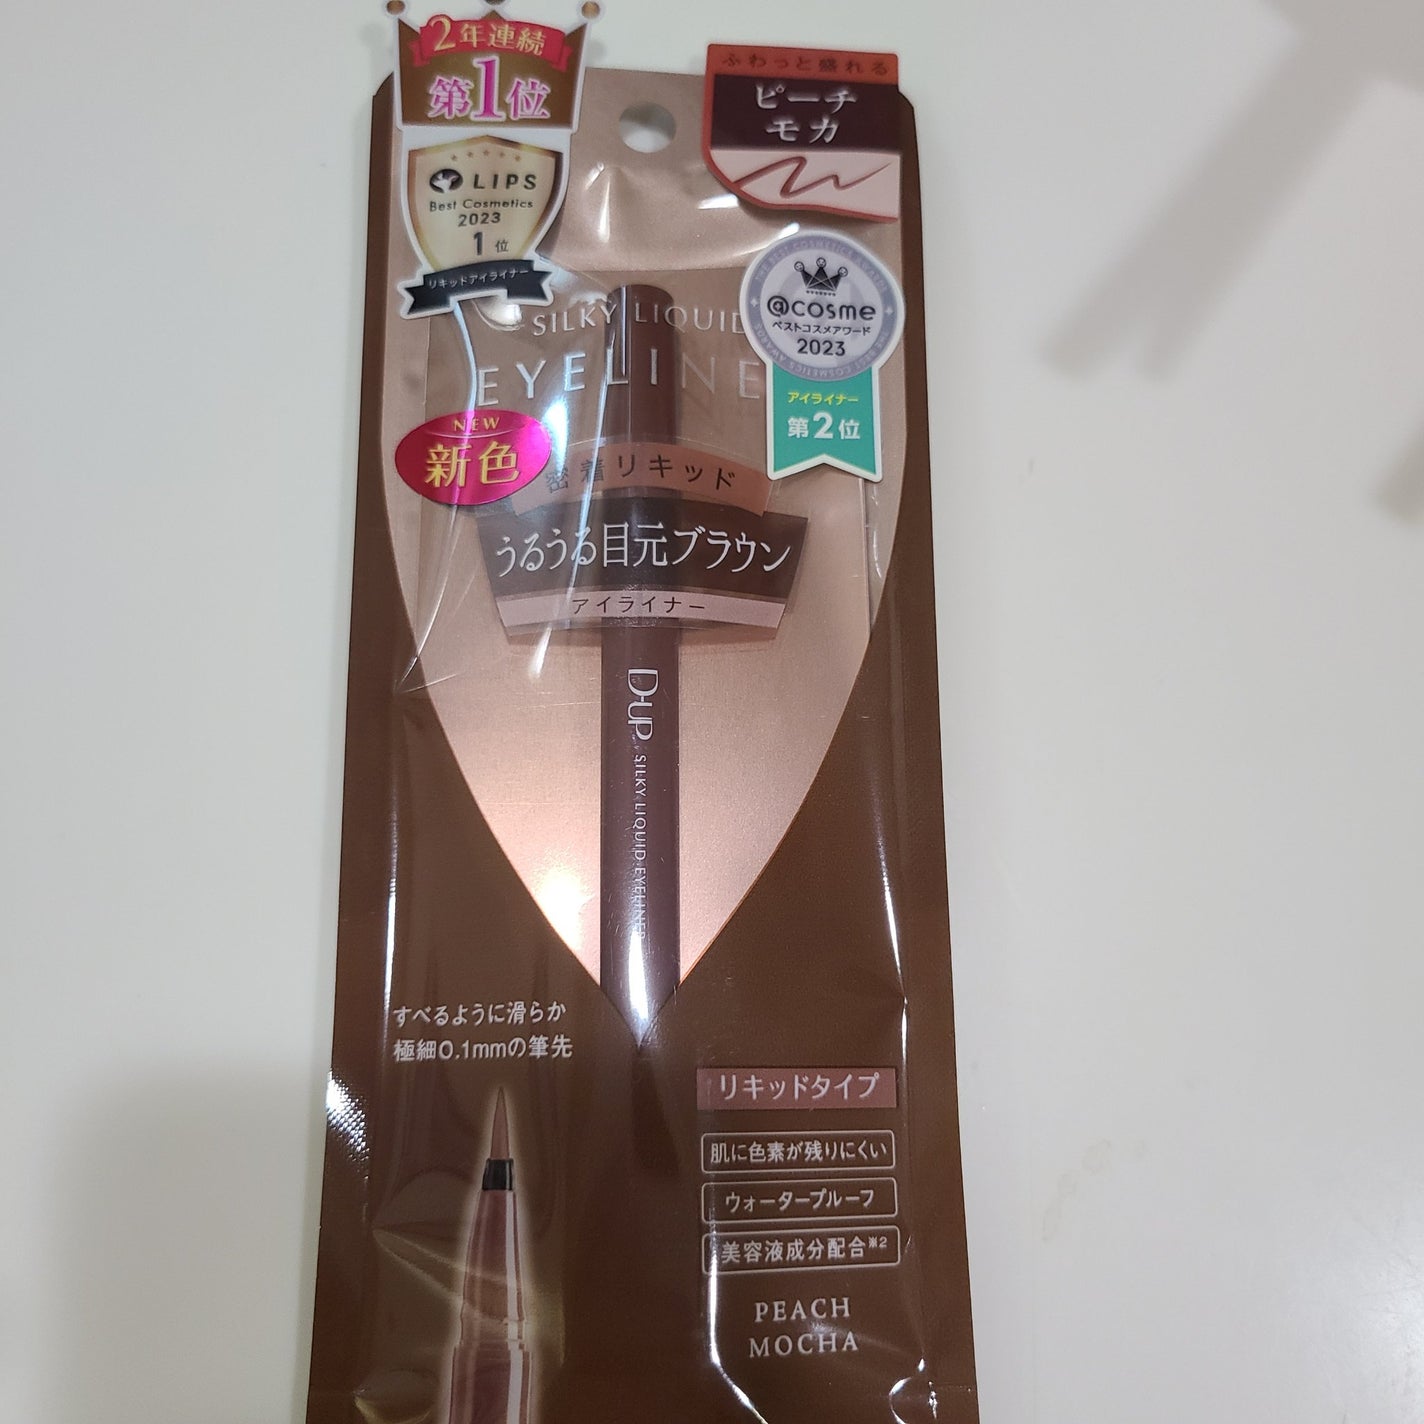 2年連続
第1位
LIPS
Best Cosmetics
2023
1位
リキッドアイライナー
ふわっと盛れる
ピーチ
モカ
@cosme
ベストコスメアワード
2023
アイライナー
第2位
SILKY LIQUID
EYELINE
NEW
新色
密着リキッド
うるうる目元ブラウン
アイライナー
D-UP
SILKY LIQUID EYELINER
すべるように滑らか
極細0.1mmの筆先
リキッドタイプ
肌に色素が残りにくい
ウォータープルーフ
美容液成分配合※2
PEACH
MOCHA